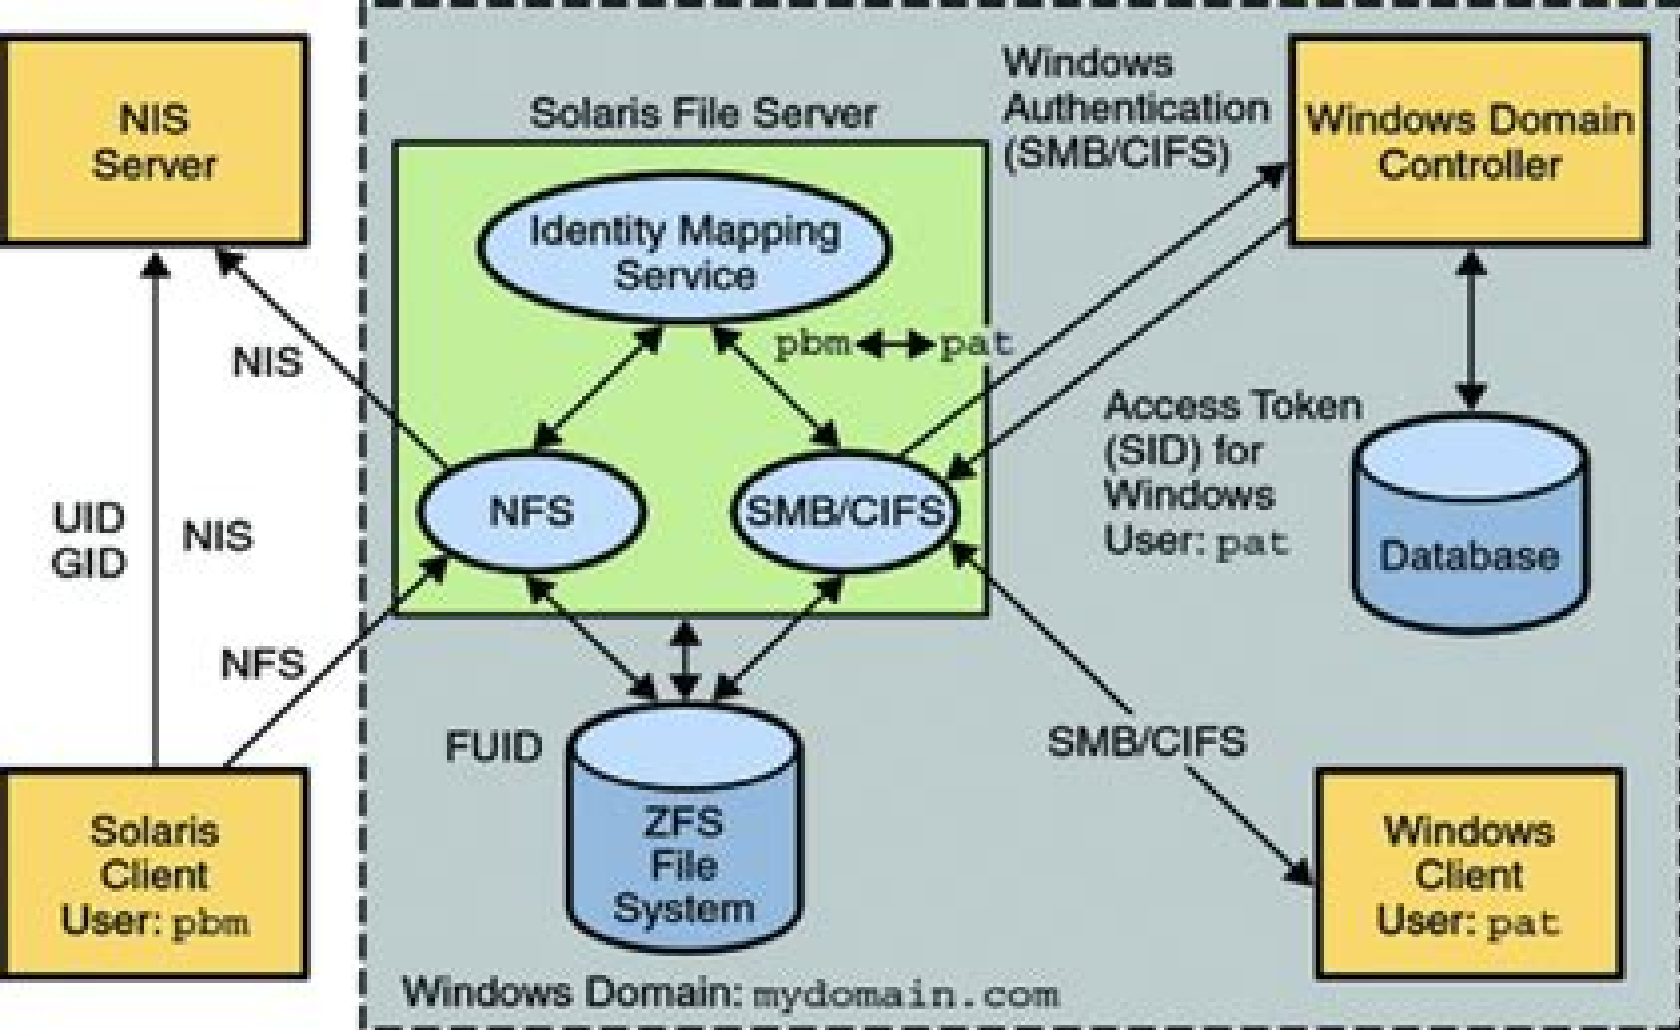 NIS
Server
Solaris File Server
Windows
Authentication
(SMB/CIFS)
Windows Domain
Controller
Identity Mapping
Service
pbm pat
NIS
Access Token
(SID) for
Windows
User: pat
NFS
SMB/CIFS
UID
GID
NIS
Database
NFS
FUID
SMB/CIFS
ZFS
File
System
Solaris
Client
User: pbm
Windows
Client
User: pat
Windows Domain: mydomain.com